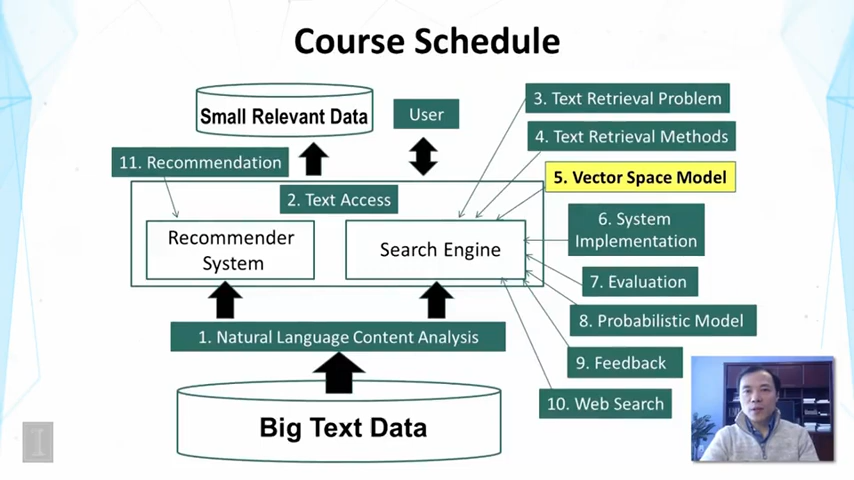 Course Schedule
Small Relevant Data
User
3. Text Retrieval Problem
4. Text Retrieval Methods
11. Recommendation
5. Vector Space Model
2. Text Access
Recommender
System
Search Engine
6. System
Implementation
7. Evaluation
8. Probabilistic Model
1. Natural Language Content Analysis
9. Feedback
10. Web Search
Big Text Data
I